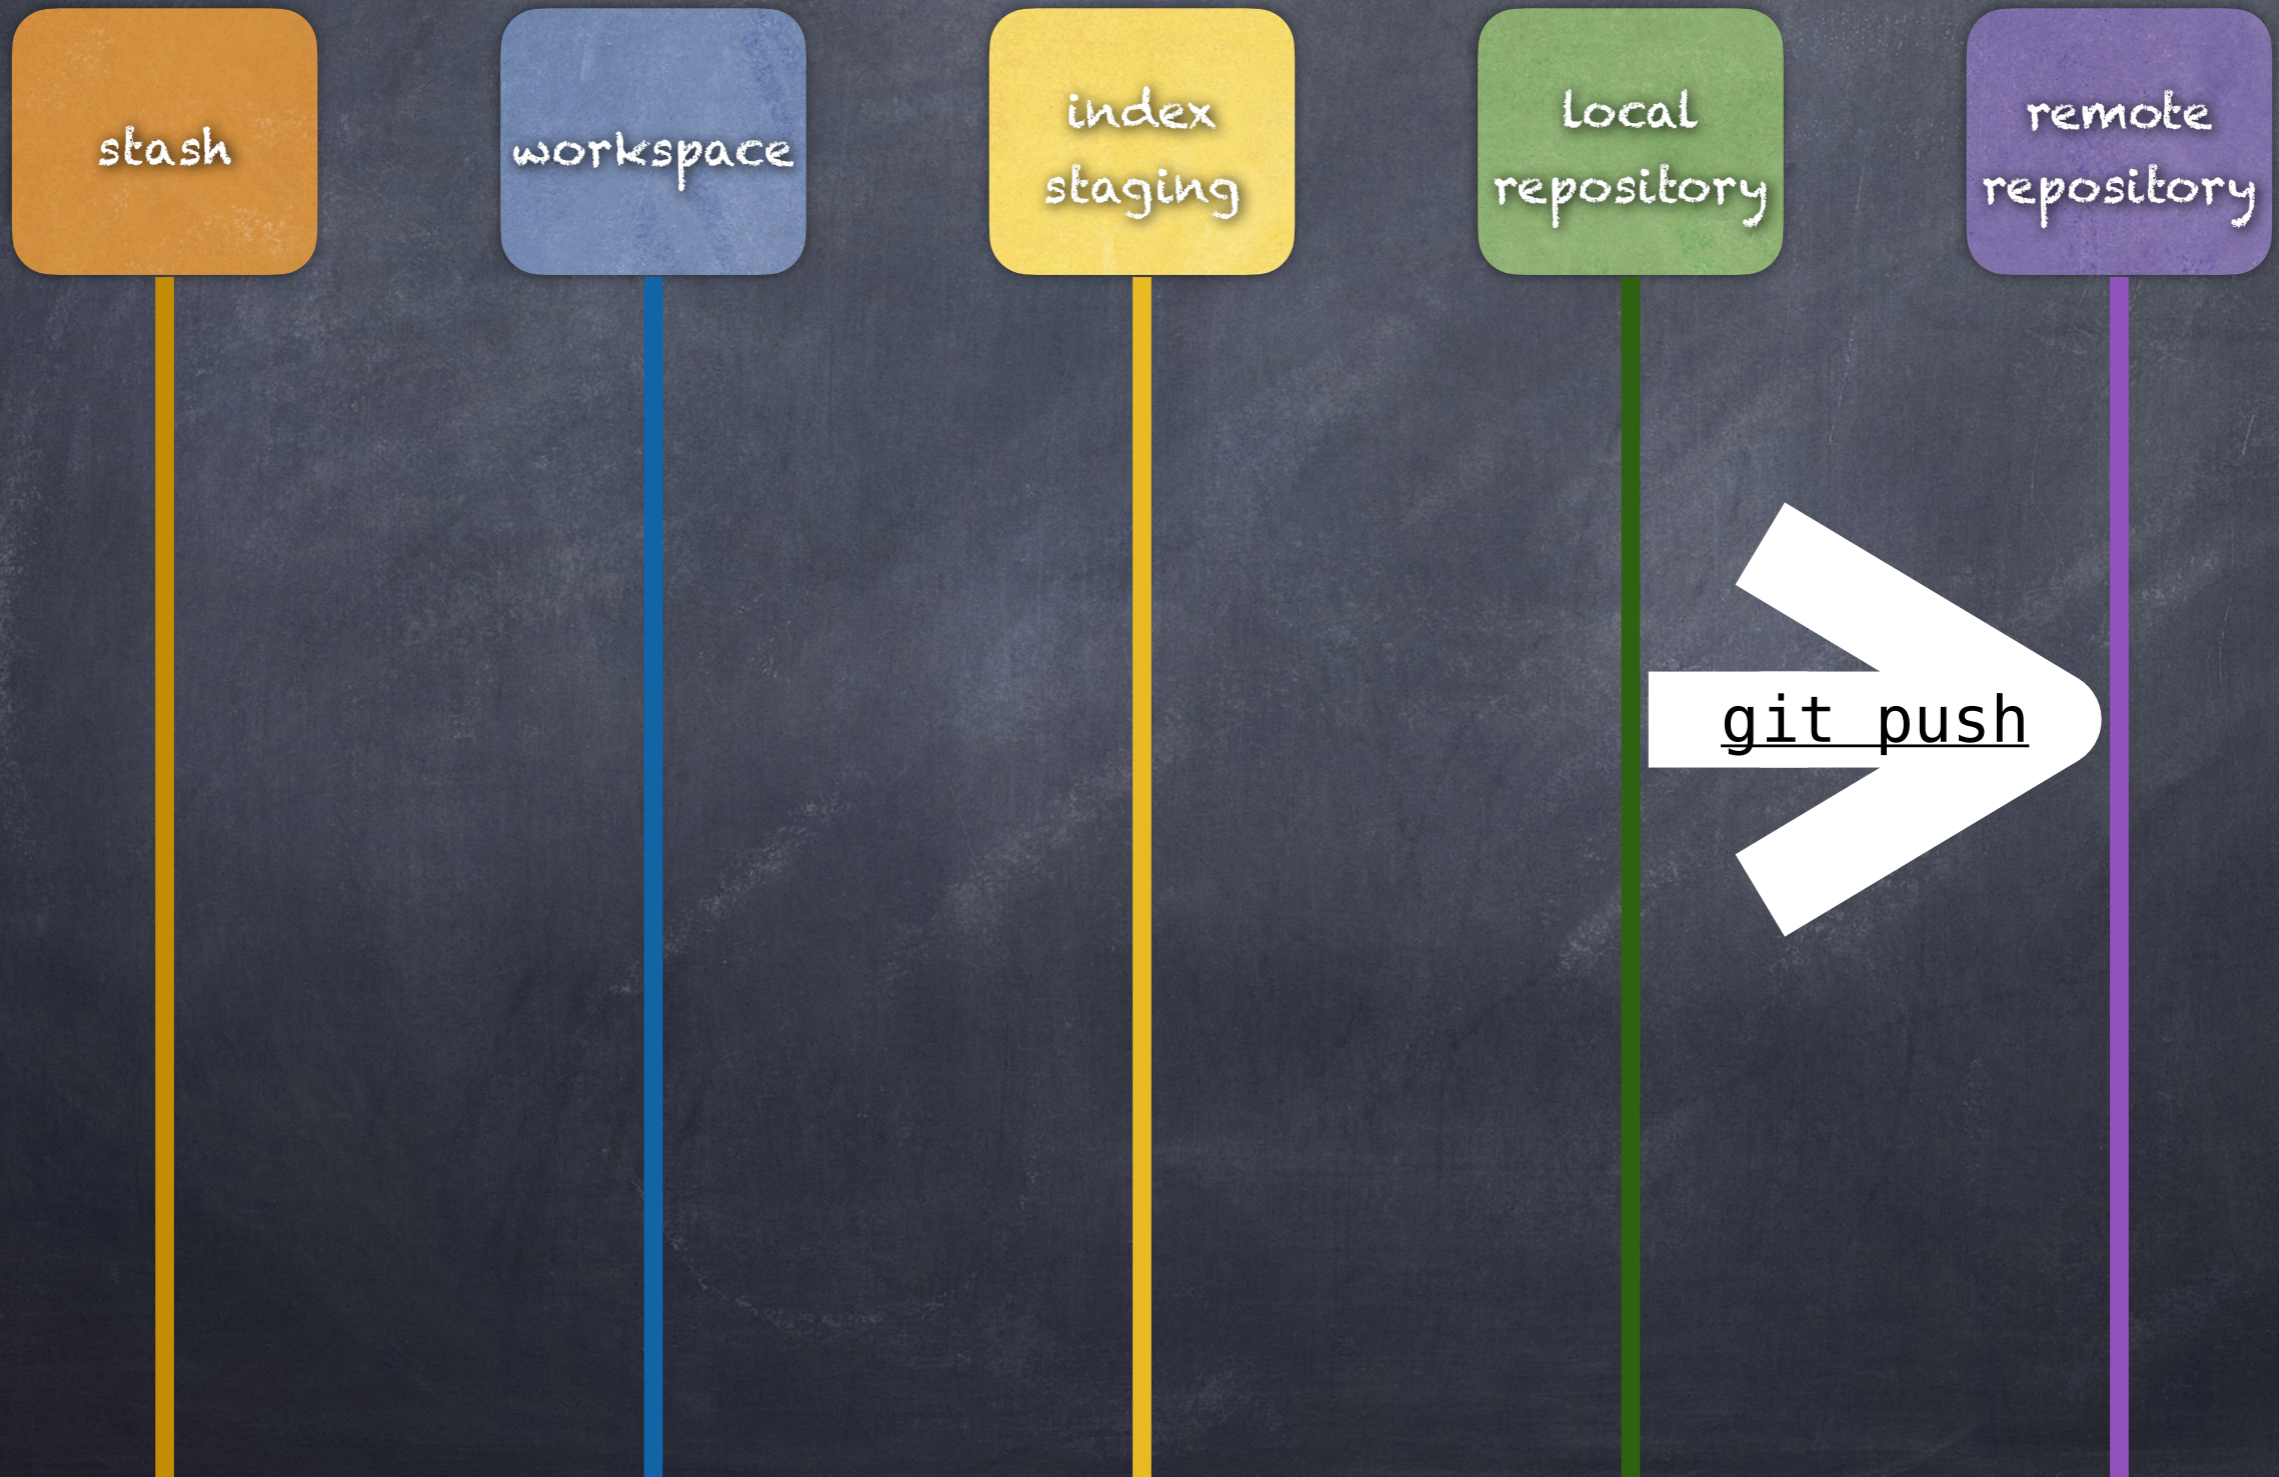 stash
workspace
index
staging
local
repository
remote
repository
git push